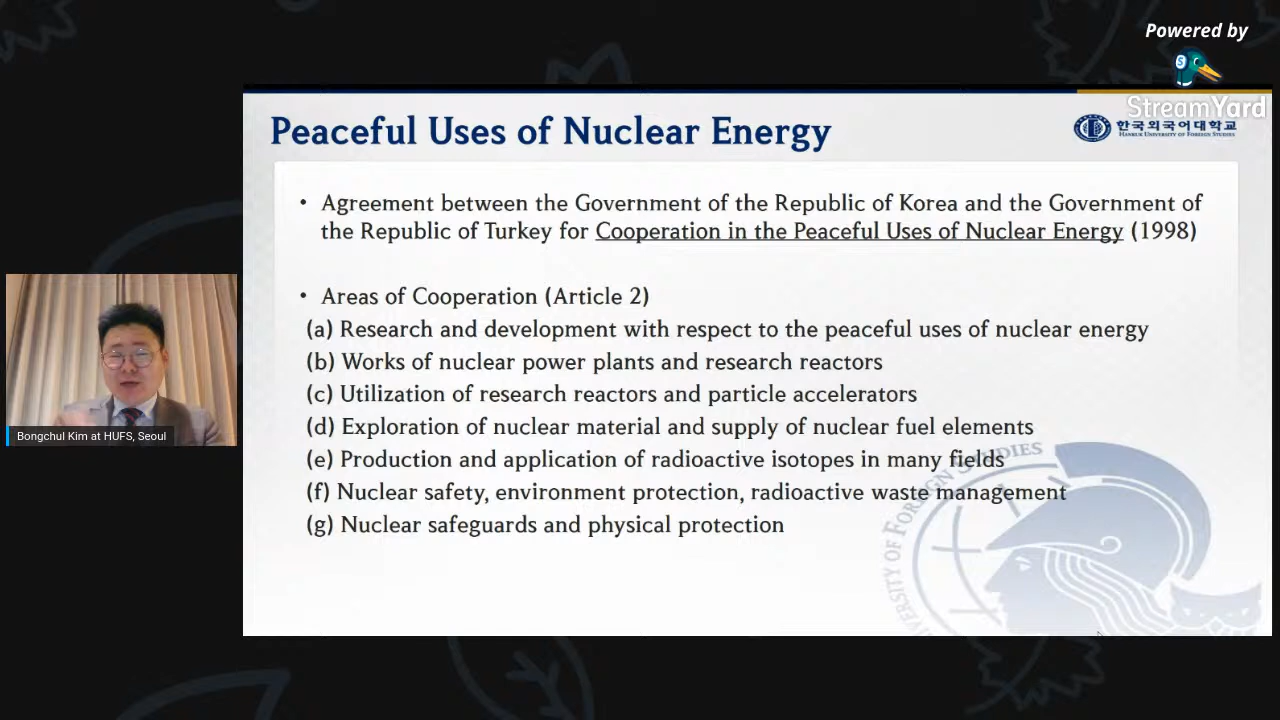 Powered by
StreamYard
Peaceful Uses of Nuclear Energy
한국외국어대학교
HANKUK UNIVERSITY OF FOREIGN STUDIES
• Agreement between the Government of the Republic of Korea and the Government of
the Republic of Turkey for Cooperation in the Peaceful Uses of Nuclear Energy (1998)
• Areas of Cooperation (Article 2)
(a) Research and development with respect to the peaceful uses of nuclear energy
(b) Works of nuclear power plants and research reactors
(c) Utilization of research reactors and particle accelerators
(d) Exploration of nuclear material and supply of nuclear fuel elements
(e) Production and application of radioactive isotopes in many fields
(f) Nuclear safety, environment protection, radioactive waste management
(g) Nuclear safeguards and physical protection
Bongchul Kim at HUFS, Seoul
OF FOREIGN STUDIES